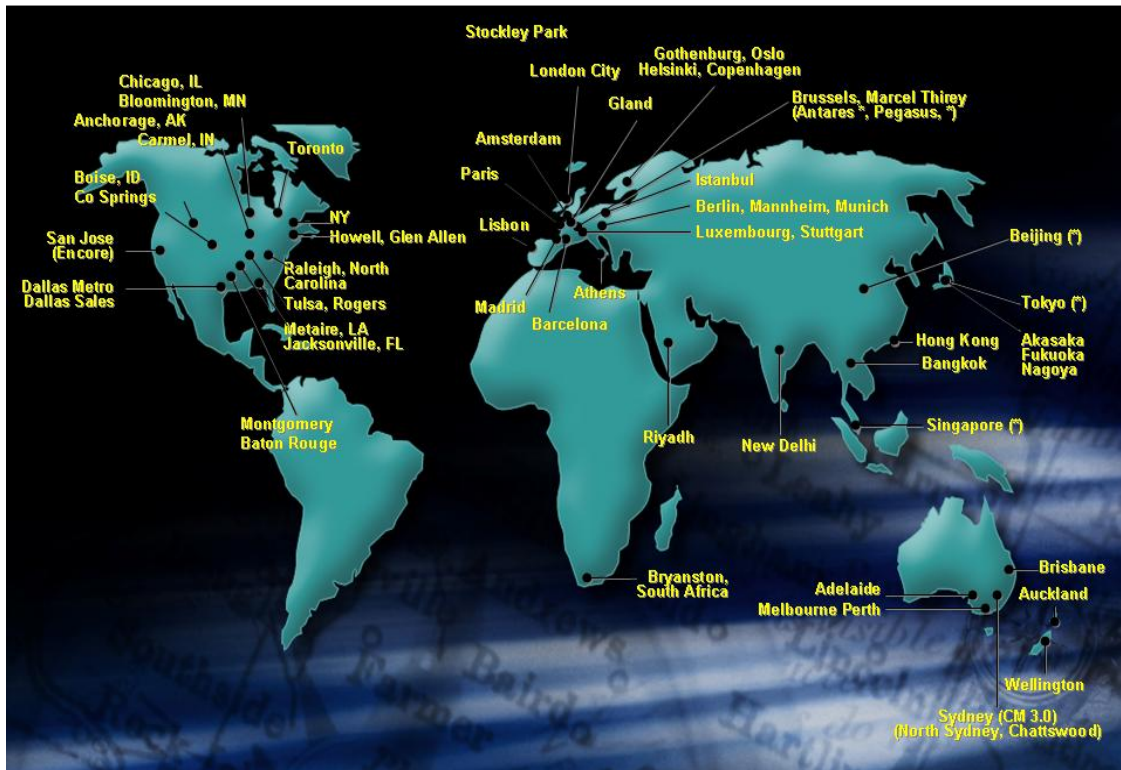 Stockley Park
Gothenburg, Oslo
Helsinki, Copenhagen
London City
Chicago, IL
Bloomington, MN
Anchorage, AK
Carmel, IN
Gland
Brussels, Marcel Thirey
(Antares *, Pegasus, *)
Amsterdam
Toronto
Paris
Boise, ID
Co Springs
Istanbul
Berlin, Mannheim, Munich
Luxembourg, Stuttgart
Lisbon
NY
Howell, Glen Allen
San Jose
(Encore)
Beijing (*)
Raleigh, North
Carolina
Dallas Metro
Dallas Sales
Tulsa, Rogers
Madrid
Athens
Barcelona
Tokyo (*)
Metaire, LA
Jacksonville, FL
Hong Kong
Akasaka
Fukuoka
Nagoya
Bangkok
Montgomery
Baton Rouge
Riyadh
New Delhi
Singapore (*)
Bryanston,
South Africa
Brisbane
Adelaide
Auckland
Melbourne Perth
Wellington
Sydney (CM 3.0)
(North Sydney, Chattswood)
Southside
Farmer
Bairde